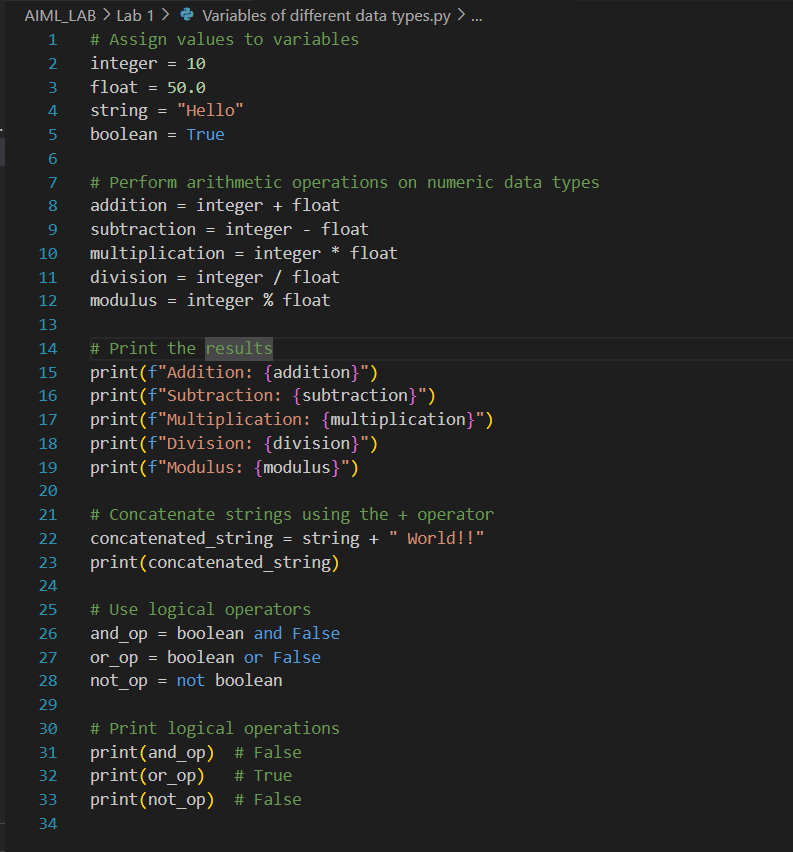 AIML_LAB > Lab 1 > Variables of different data types.py > ...
1 # Assign values to variables
2 integer = 10
3 float = 50.0
4 string = "Hello"
5 boolean = True
6
7 # Perform arithmetic operations on numeric data types
8 addition = integer + float
9 subtraction = integer - float
10 multiplication = integer * float
11 division = integer / float
12 modulus = integer % float
13
14 # Print the results
15 print(f"Addition: {addition}")
16 print(f"Subtraction: {subtraction}")
17 print(f"Multiplication: {multiplication}")
18 print(f"Division: {division}")
19 print(f"Modulus: {modulus}")
20
21 # Concatenate strings using the + operator
22 concatenated_string = string + " World!!"
23 print(concatenated_string)
24
25 # Use logical operators
26 and_op = boolean and False
27 or_op = boolean or False
28 not_op = not boolean
29
30 # Print logical operations
31 print(and_op)  # False
32 print(or_op)   # True
33 print(not_op)  # False
34